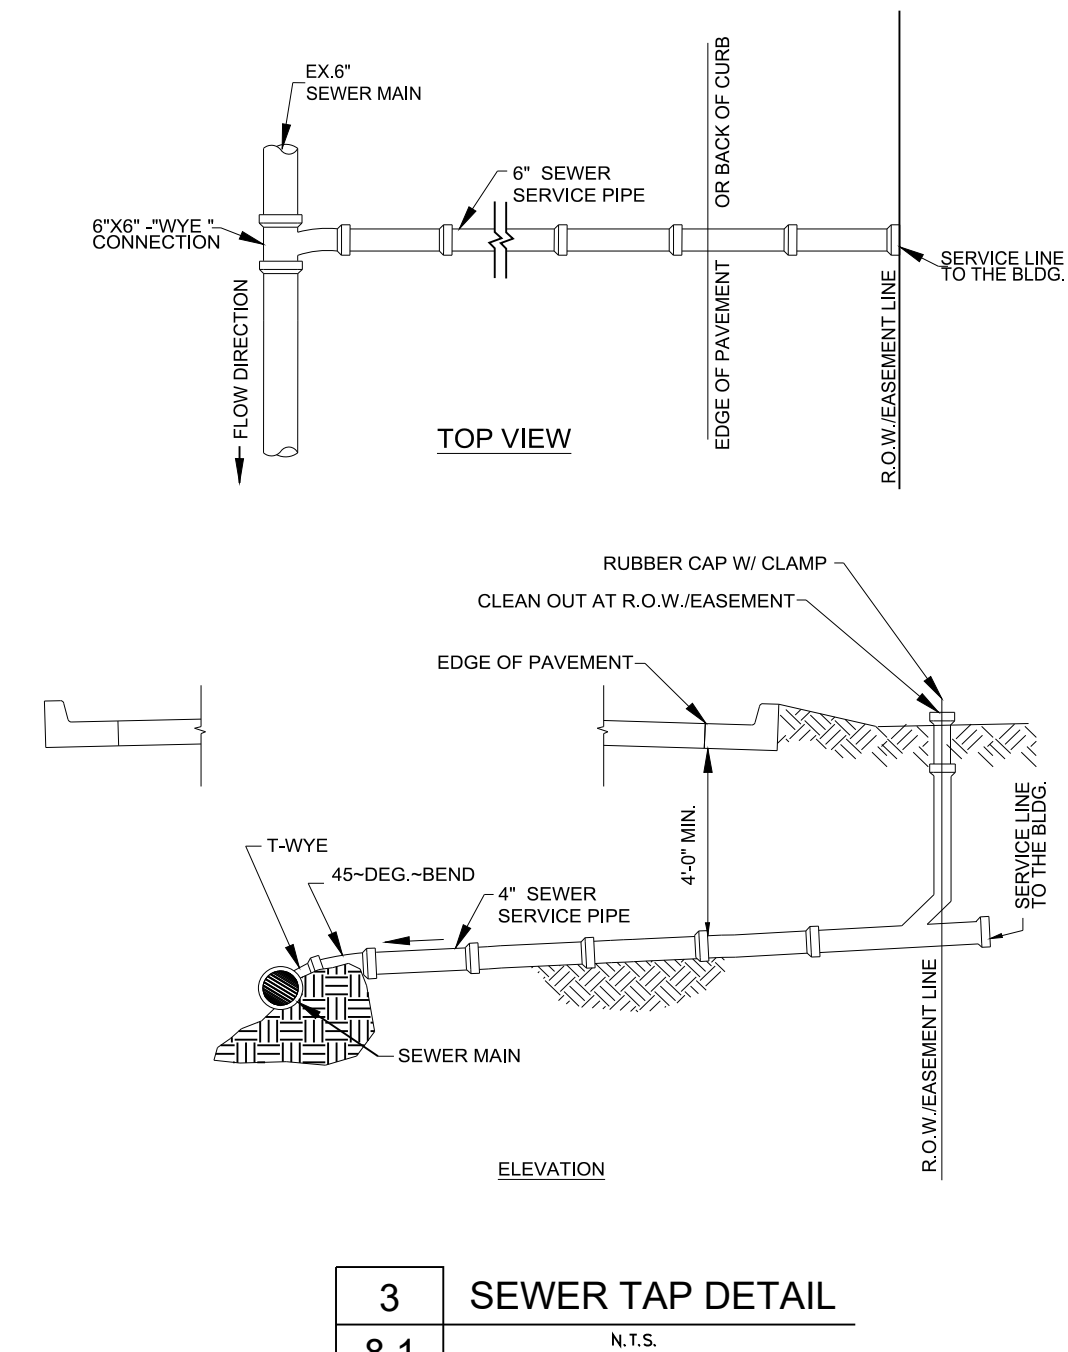 EX.6"
SEWER MAIN
6" SEWER
SERVICE PIPE
OR BACK OF CURB
6"X6" -"WYE "
CONNECTION
SERVICE LINE
TO THE BLDG.
FLOW DIRECTION
EDGE OF PAVEMENT
R.O.W./EASEMENT LINE
TOP VIEW
RUBBER CAP W/ CLAMP
CLEAN OUT AT R.O.W./EASEMENT
EDGE OF PAVEMENT
4'-0" MIN.
SERVICE LINE
TO THE BLDG.
T-WYE
45~DEG.~BEND
4" SEWER
SERVICE PIPE
SEWER MAIN
R.O.W./EASEMENT LINE
ELEVATION
3
SEWER TAP DETAIL
N.T.S.
8.1